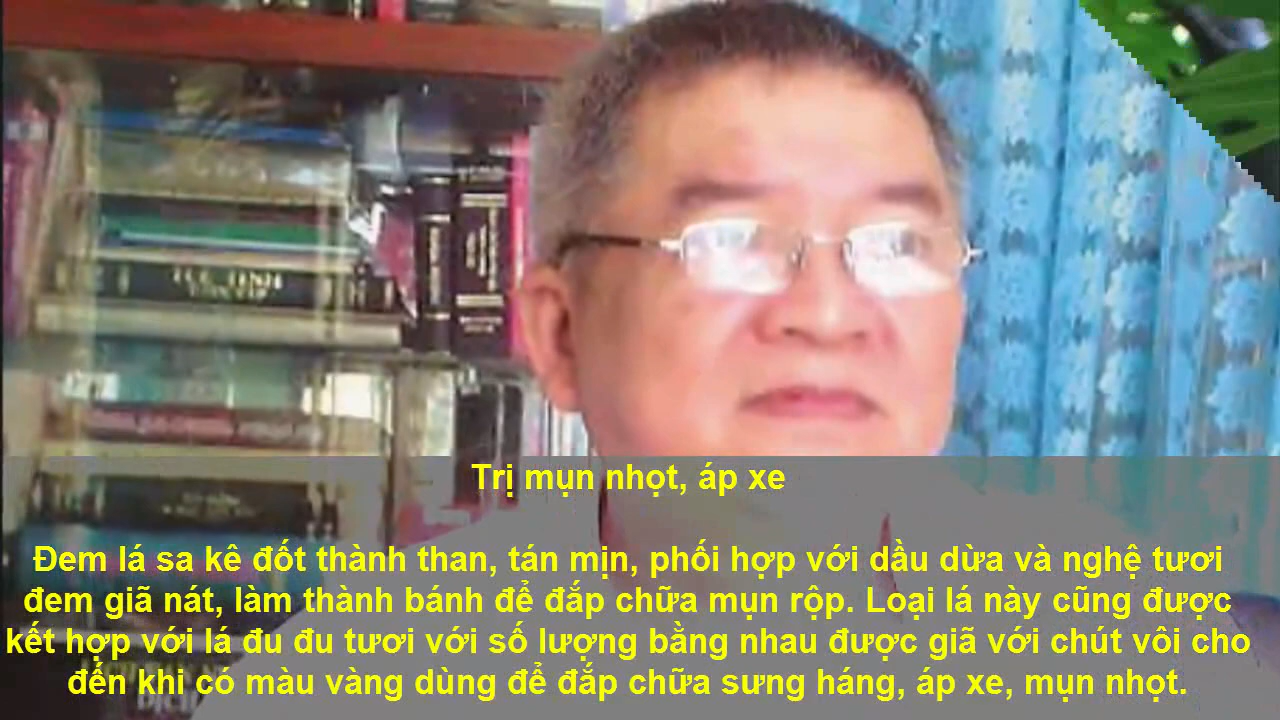 Trị mụn nhọt, áp xe
Đem lá sa kê đốt thành than, tán mịn, phối hợp với dầu dừa và nghệ tươi
đem giã nát, làm thành bánh để đắp chữa mụn rộp. Loại lá này cũng được
kết hợp với lá đu đu tươi với số lượng bằng nhau được giã với chút vôi cho
đến khi có màu vàng dùng để đắp chữa sưng háng, áp xe, mụn nhọt.